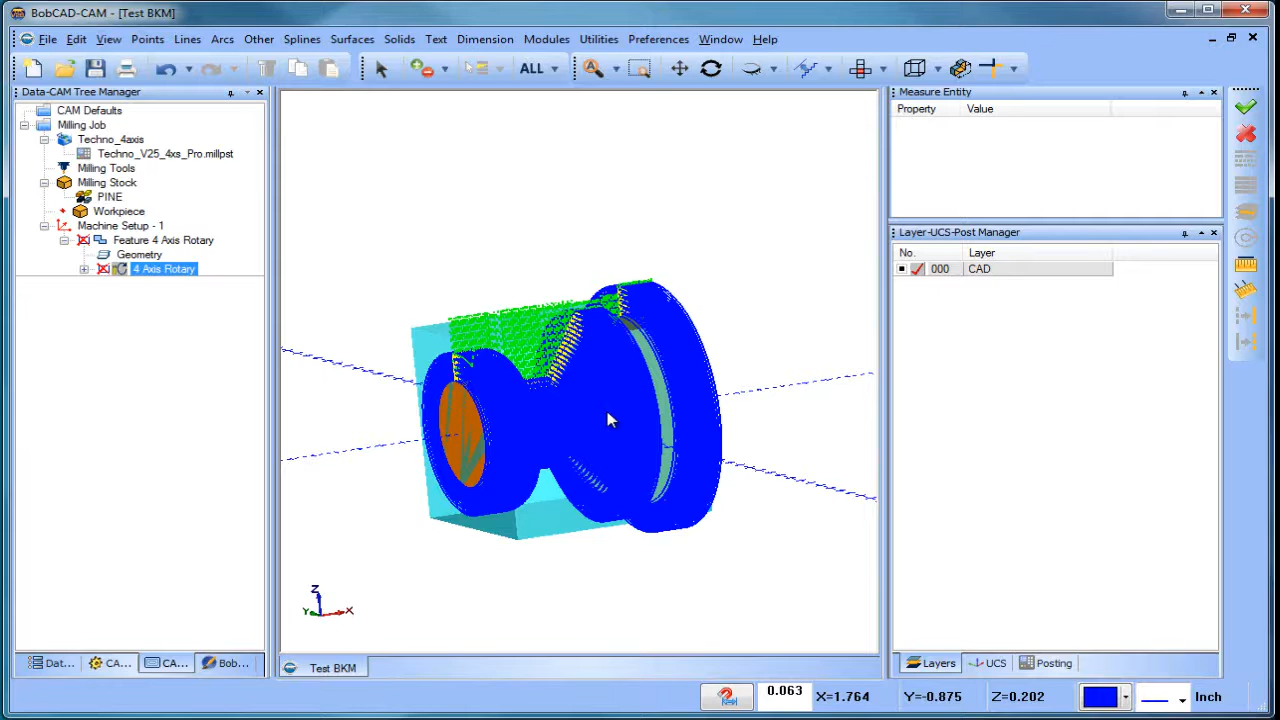 BobCAD-CAM - [Test BKM]
File Edit View Points Lines Arcs Other Splines Surfaces Solids Text Dimension Modules Utilities Preferences Window Help
ALL
Data-CAM Tree Manager
CAM Defaults
Milling Job
Techno_4axis
Techno_V25_4xs_Pro.millpst
Milling Tools
Milling Stock
PINE
Workpiece
Machine Setup - 1
Feature 4 Axis Rotary
Geometry
4 Axis Rotary
Measure Entity
Property Value
Layer-UCS-Post Manager
No. Layer
000 CAD
Z
Y X
Dat... CA... CA... Bob...
Test BKM
Layers UCS Posting
0.063 X=1.764 Y=-0.875 Z=0.202 Inch